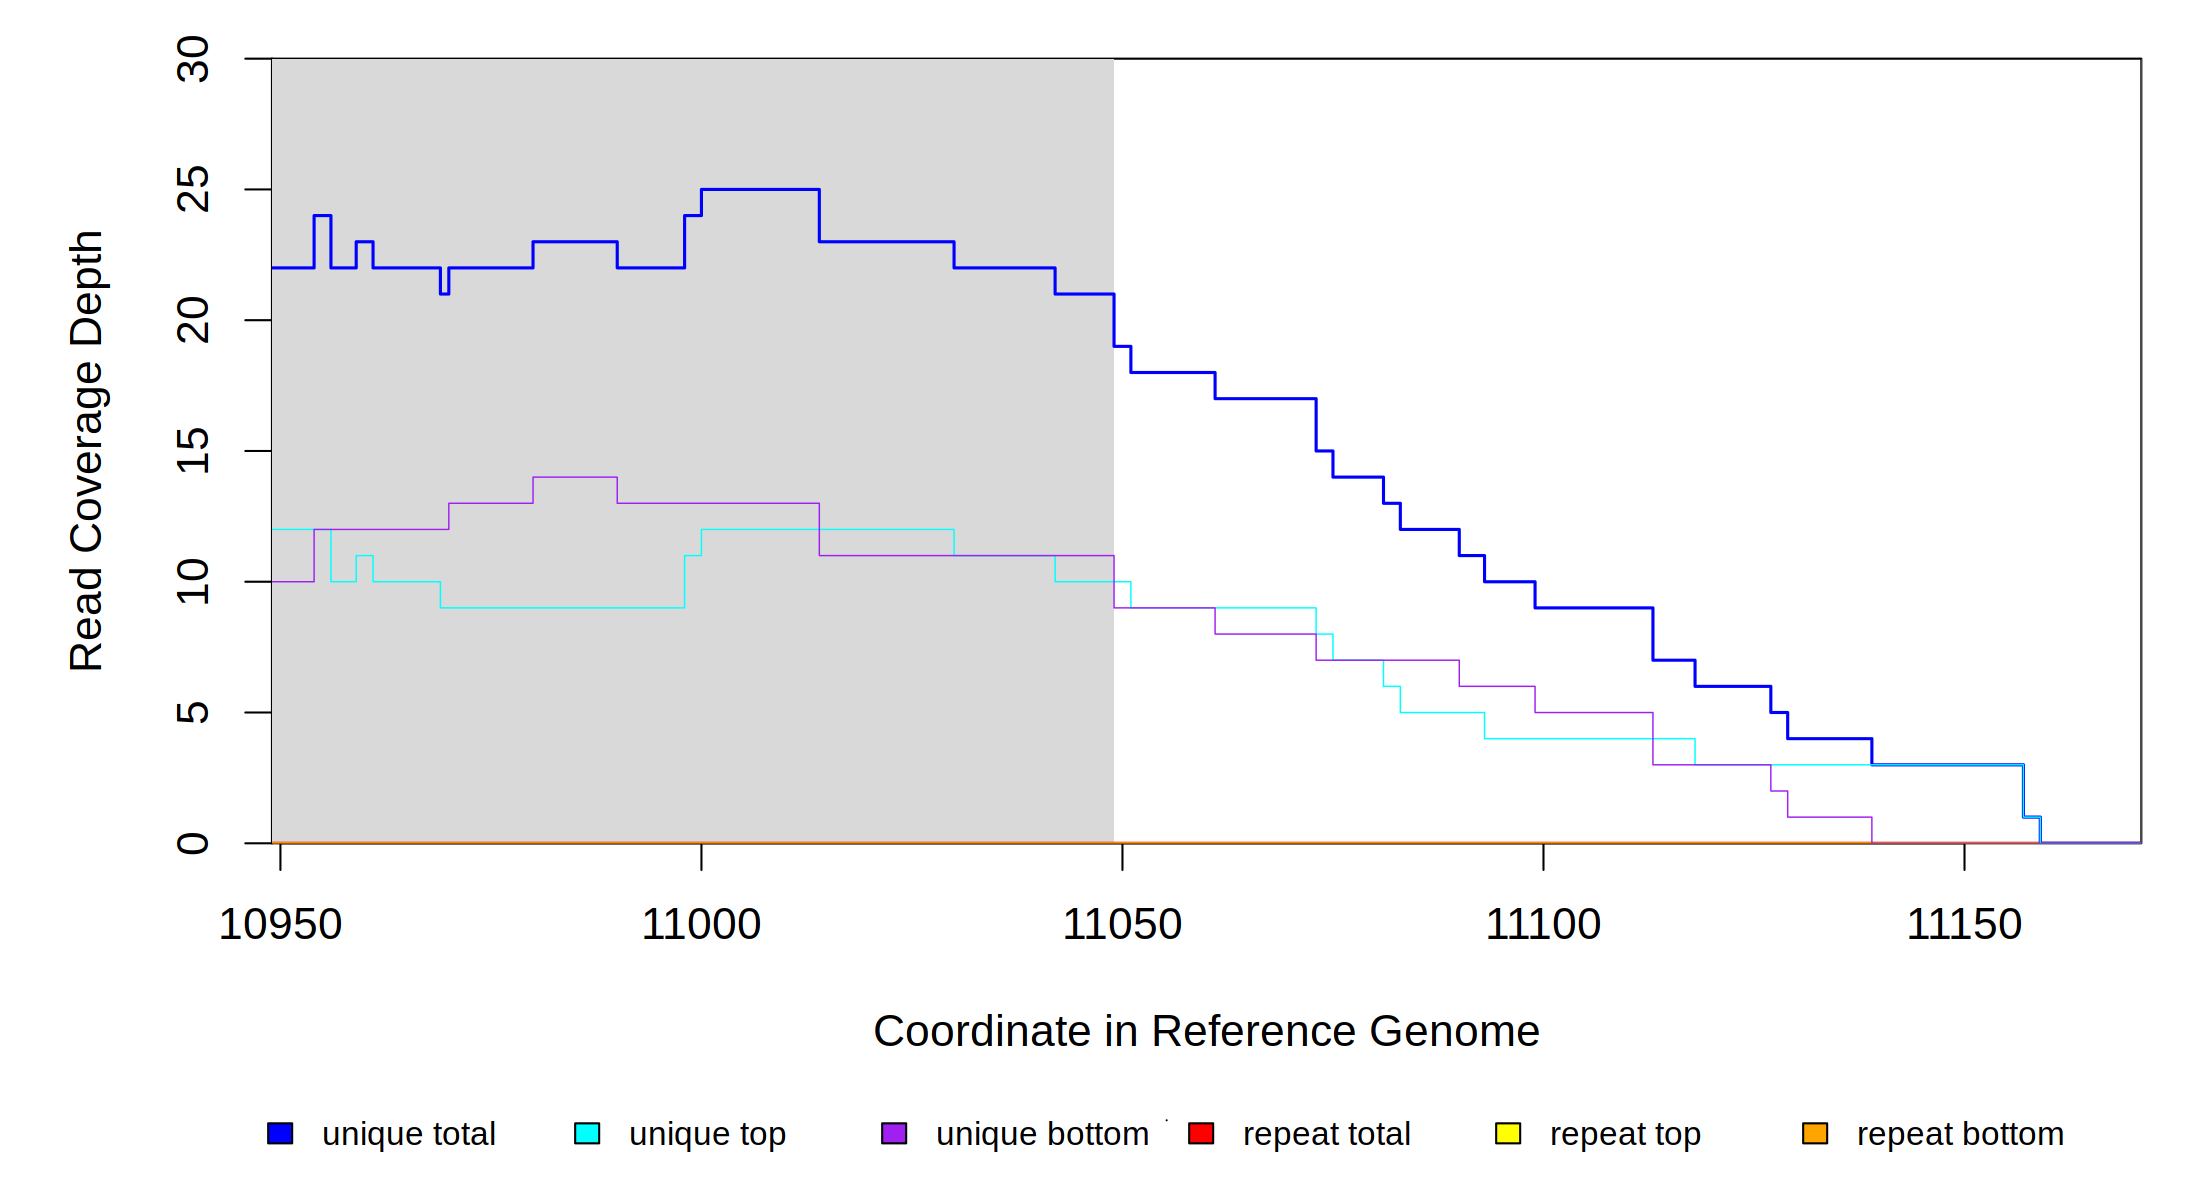 30
25
20
15
10
5
0
Read Coverage Depth
10950 11000 11050 11100 11150
Coordinate in Reference Genome
unique total unique top unique bottom repeat total repeat top repeat bottom